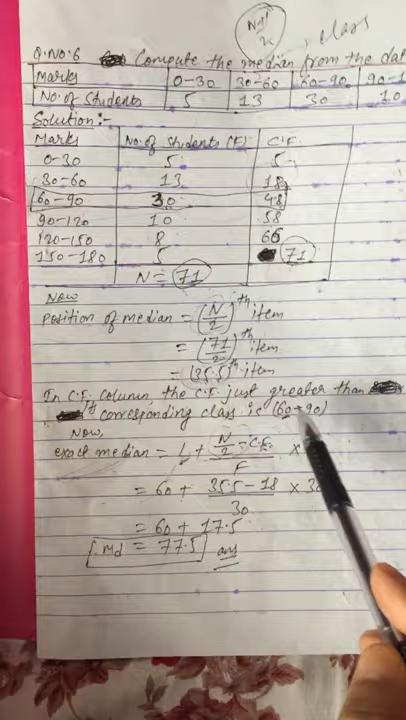 N+1/2
class
Q.No.6 Compute the median from the dat
Marks 0-30 30-60 60-90 90-1
No. of Students 5 13 30 10
Solution:-
Marks No. of Students (F) C.F.
0-30 5 5
30-60 13 18
60-90 30 48
90-120 10 58
120-150 8 66
150-180 5 71
N = 71
Now
position of median = (N/2)th item
= (71/2)th item
= (35.5)th item
In C.F. column, the C.F. just greater than
corresponding class is (60-90)
Now,
exact median = L + N/2 - C.F. / F ×
= 60 + 35.5 - 18 / 30 × 3
= 60 + 17.5
Md = 77.5 ans